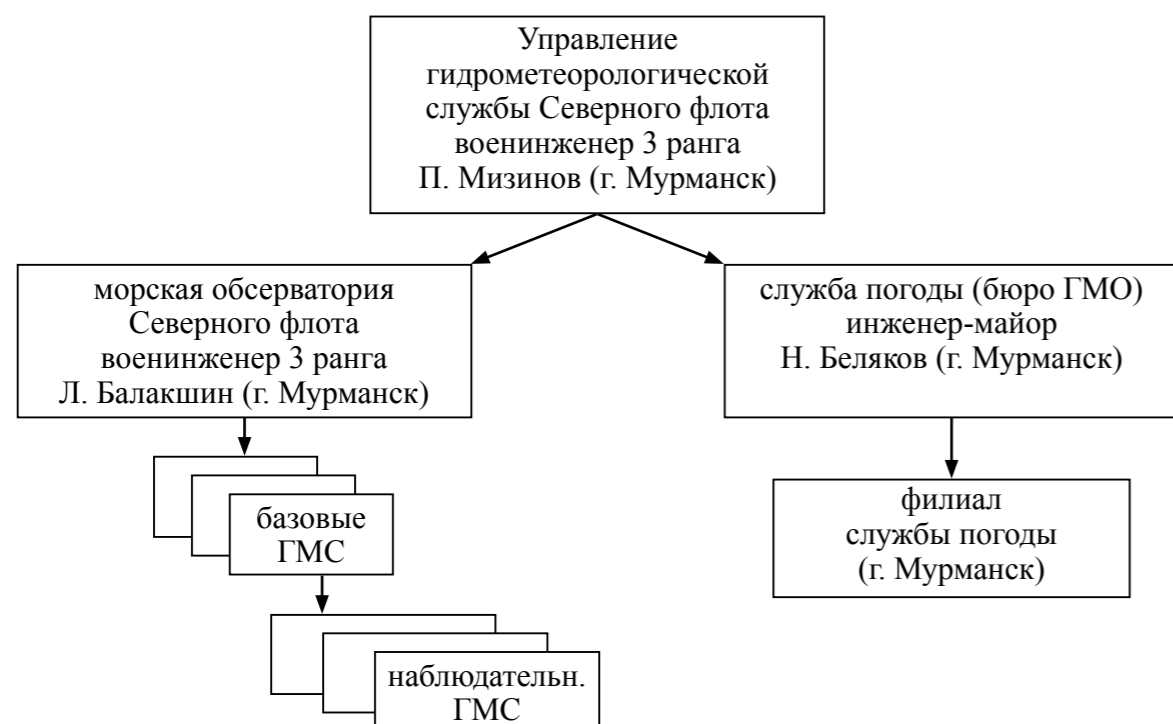 Управление
гидрометеорологической
службы Северного флота
военинженер 3 ранга
П. Мизинов (г. Мурманск)
морская обсерватория
Северного флота
военинженер 3 ранга
Л. Балакшин (г. Мурманск)
служба погоды (бюро ГМО)
инженер-майор
Н. Беляков (г. Мурманск)
базовые
ГМС
филиал
службы погоды
(г. Мурманск)
наблюдательн.
ГМС